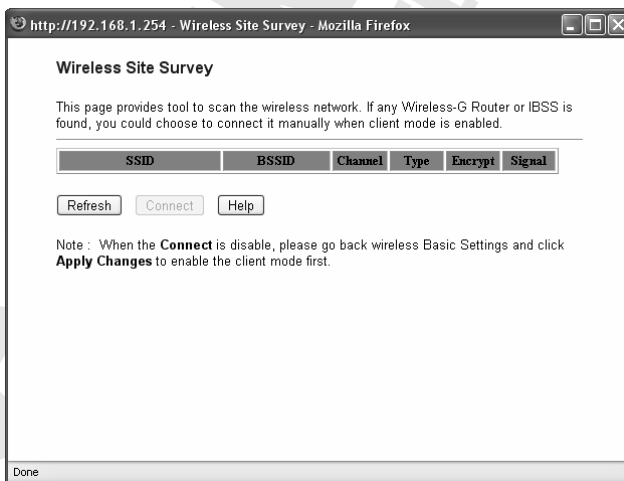 http://192.168.1.254 - Wireless Site Survey - Mozilla Firefox
Wireless Site Survey
This page provides tool to scan the wireless network. If any Wireless-G Router or IBSS is
found, you could choose to connect it manually when client mode is enabled.
SSID BSSID Channel Type Encrypt Signal
Refresh Connect Help
Note : When the Connect is disable, please go back wireless Basic Settings and click
Apply Changes to enable the client mode first.
Done